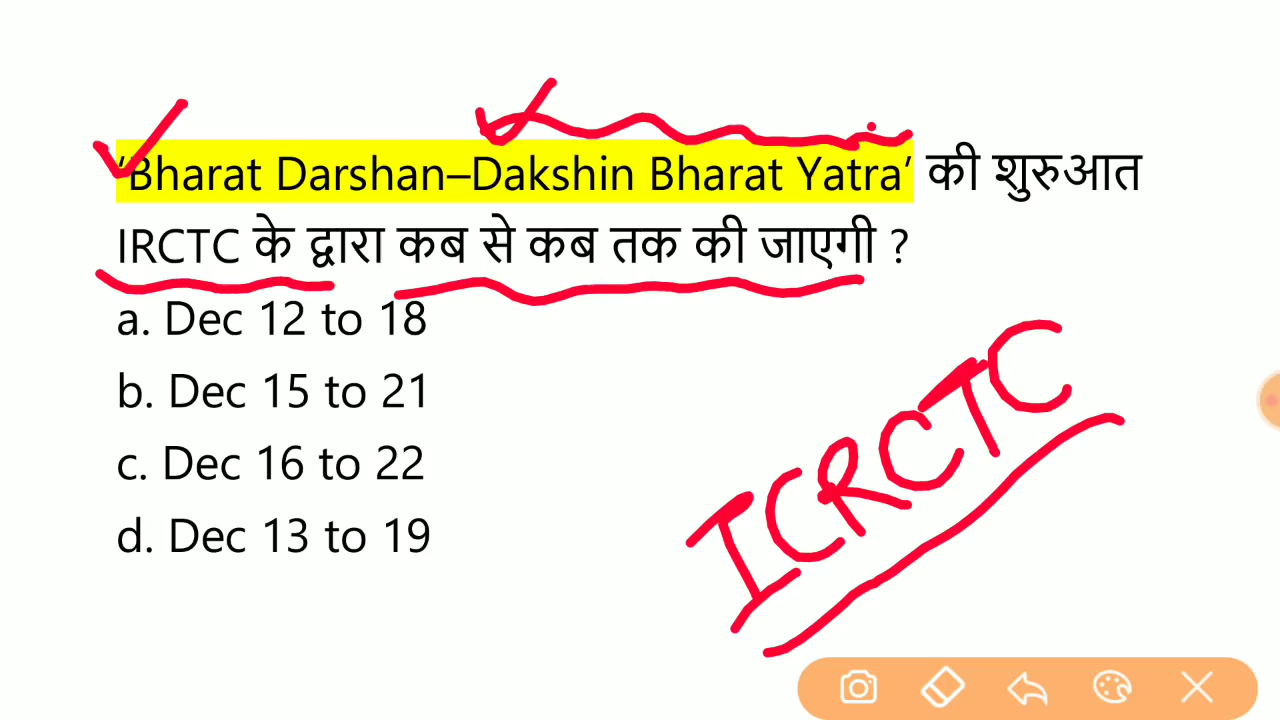 ‘Bharat Darshan–Dakshin Bharat Yatra’ की शुरुआत
IRCTC के द्वारा कब से कब तक की जाएगी ?
a. Dec 12 to 18
b. Dec 15 to 21
c. Dec 16 to 22
d. Dec 13 to 19
ICRCTC